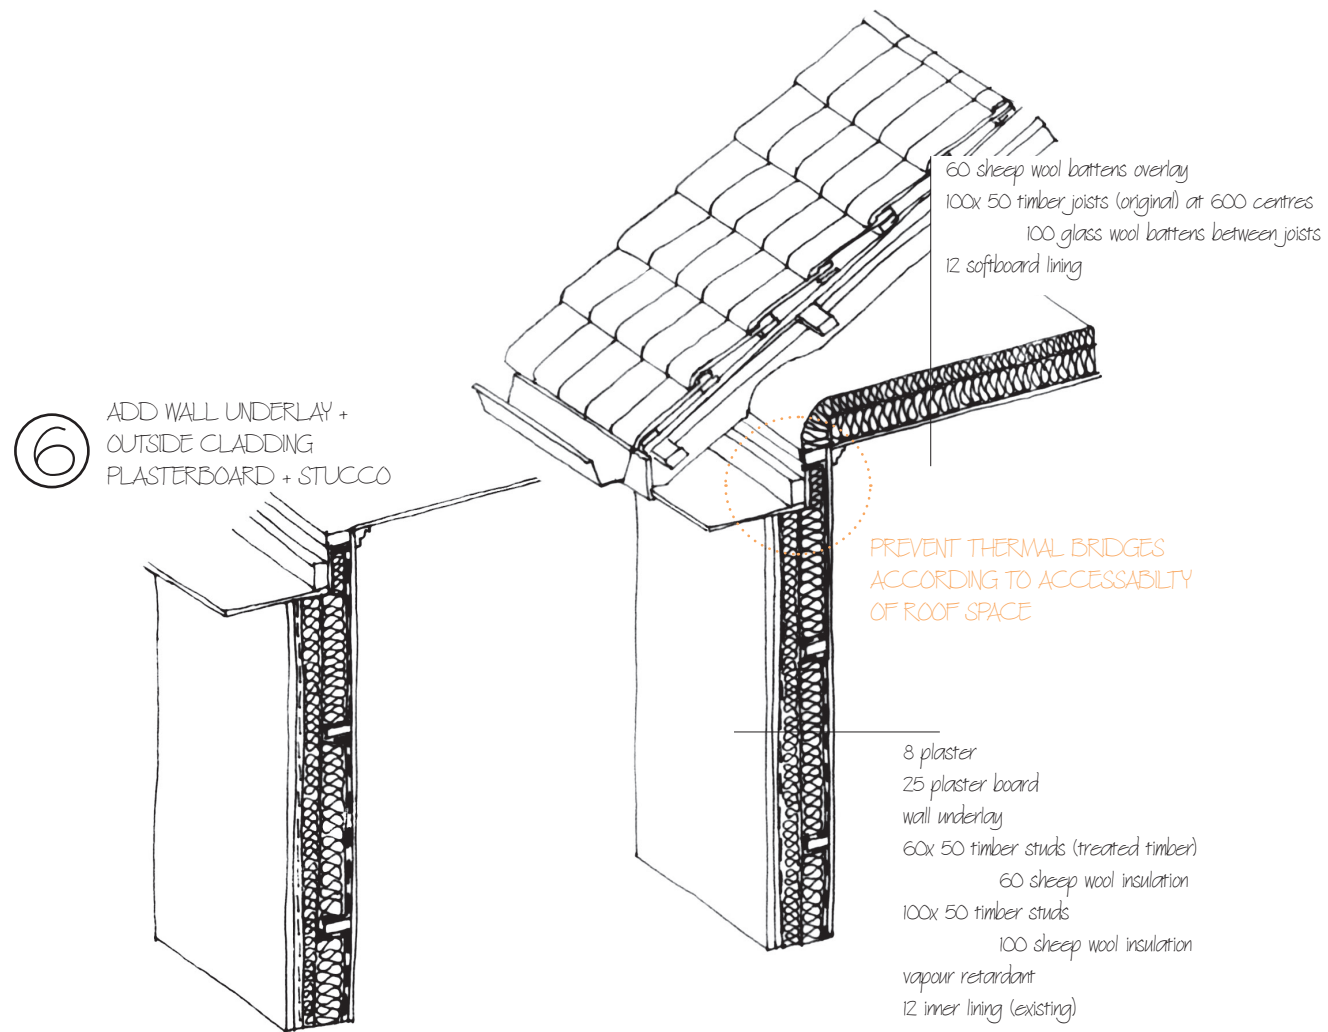 60 sheep wool battens overlay
100x 50 timber joists (original) at 600 centres
100 glass wool battens between joists
12 softboard lining
6
ADD WALL UNDERLAY +
OUTSIDE CLADDING
PLASTERBOARD + STUCCO
PREVENT THERMAL BRIDGES
ACCORDING TO ACCESSABILTY
OF ROOF SPACE
8 plaster
25 plaster board
wall underlay
60x 50 timber studs (treated timber)
60 sheep wool insulation
100x 50 timber studs
100 sheep wool insulation
vapour retardant
12 inner lining (existing)